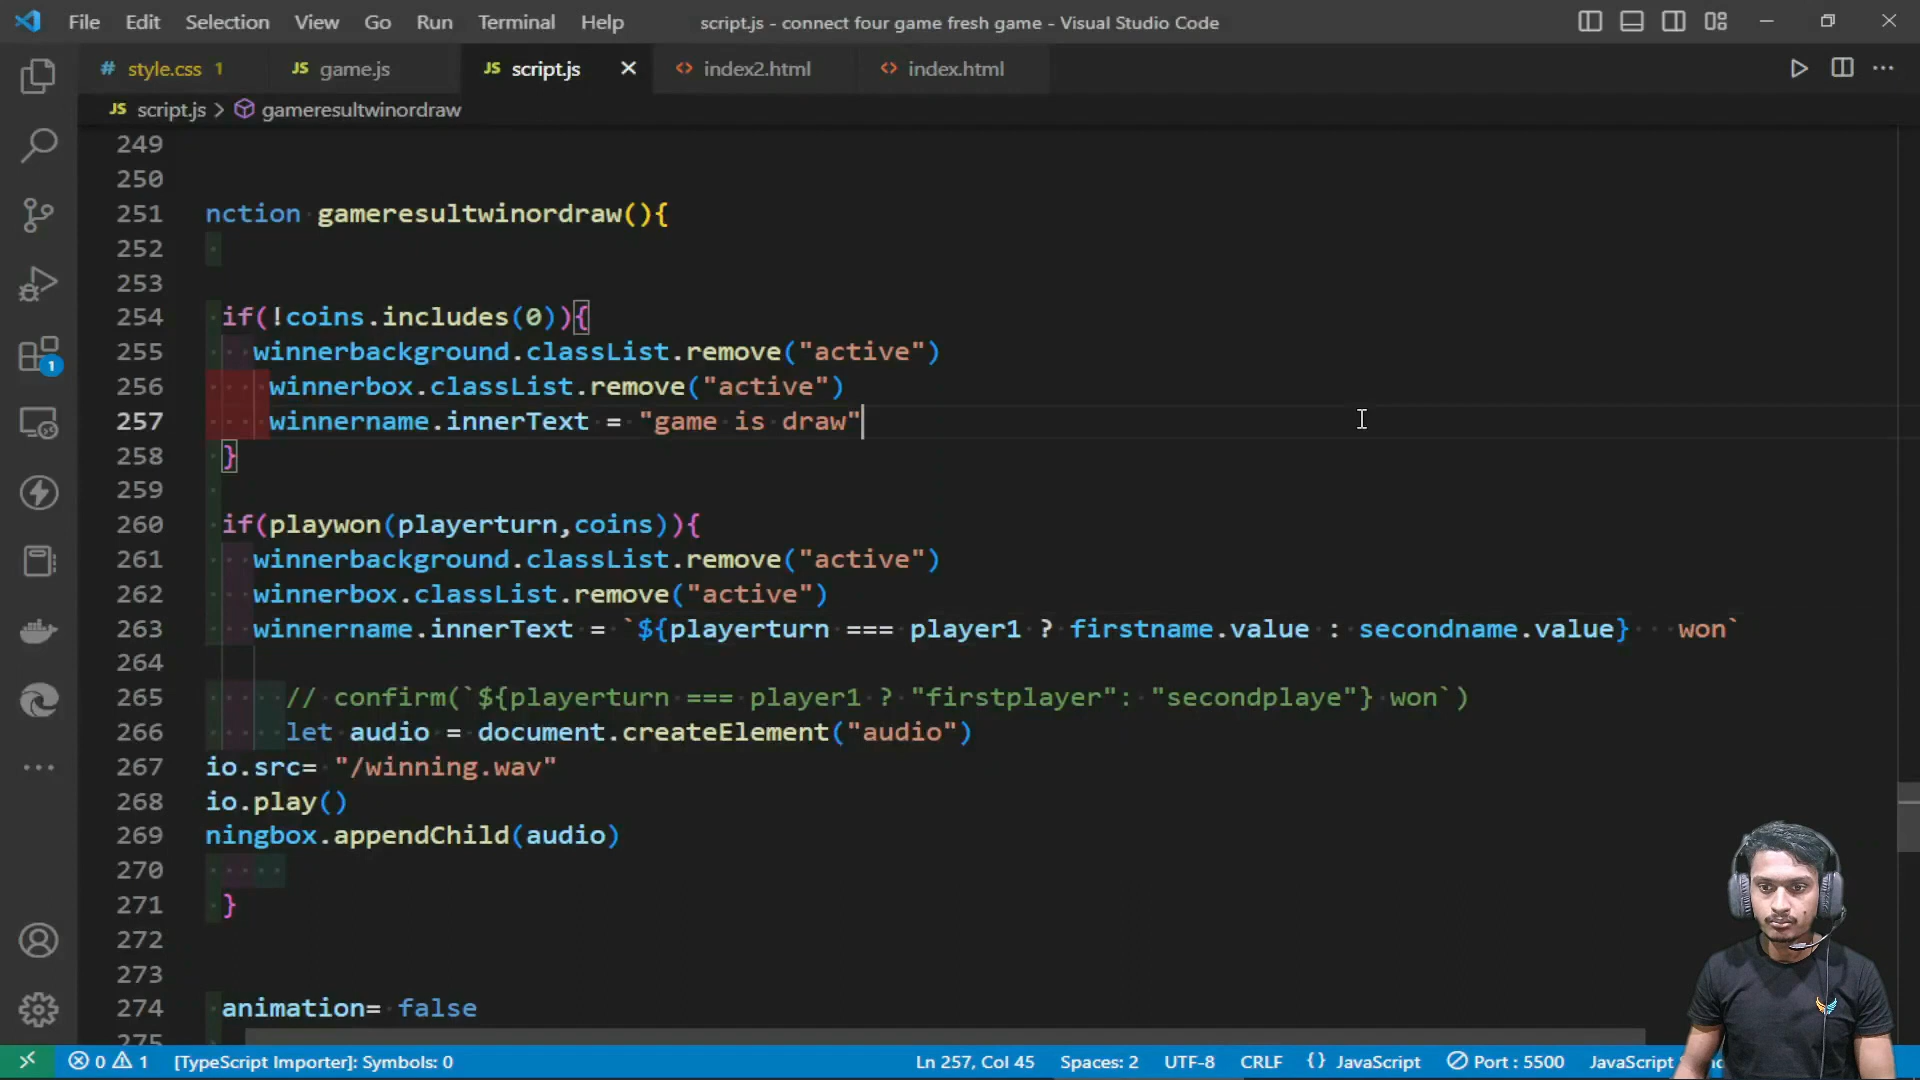 File Edit Selection View Go Run Terminal Help script.js - connect four game fresh game - Visual Studio Code
# style.css 1 JS game.js JS script.js <> index2.html <> index.html
JS script.js > gameresultwinordraw
249
250
251 nction gameresultwinordraw(){
252
253
254 if(!coins.includes(0)){
255 winnerbackground.classList.remove("active")
256 winnerbox.classList.remove("active")
257 winnername.innerText = "game is draw"
258 }
259
260 if(playwon(playerturn,coins)){
261 winnerbackground.classList.remove("active")
262 winnerbox.classList.remove("active")
263 winnername.innerText = `${playerturn === player1 ? firstname.value : secondname.value} won`
264
265 // confirm(`${playerturn === player1 ? "firstplayer": "secondplaye"} won`)
266 let audio = document.createElement("audio")
267 io.src= "/winning.wav"
268 io.play()
269 ningbox.appendChild(audio)
270
271 }
272
273
274 animation= false
275
1
0 1 [TypeScript Importer]: Symbols: 0 Ln 257, Col 45 Spaces: 2 UTF-8 CRLF {} JavaScript Port : 5500 JavaScript